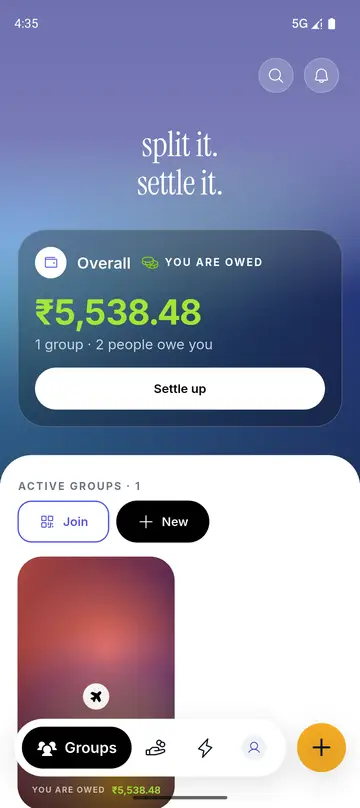 4:35
5G
split it.
settle it.
Overall
YOU ARE OWED
₹5,538.48
1 group · 2 people owe you
Settle up
ACTIVE GROUPS · 1
Join
New
Groups
YOU ARE OWED
₹5,538.48